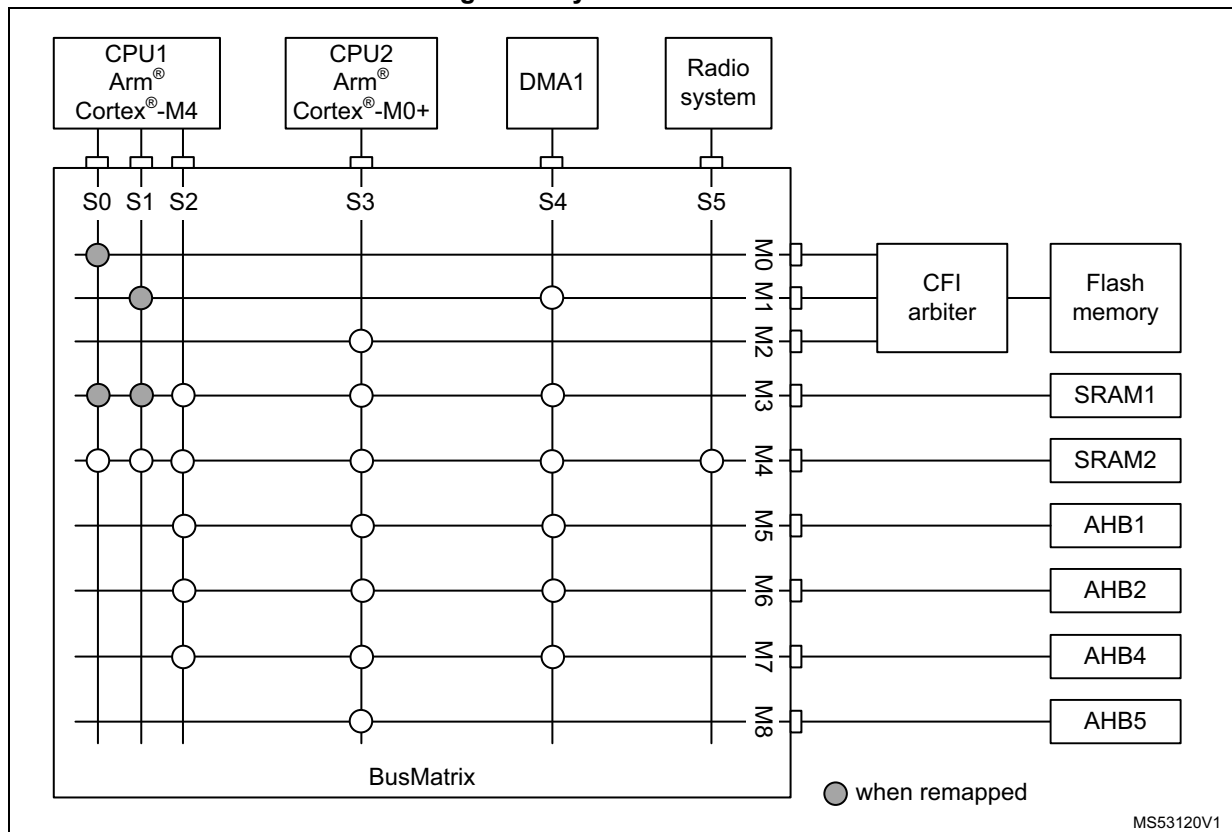 CPU1
Arm®
Cortex®-M4
CPU2
Arm®
Cortex®-M0+
DMA1
Radio
system
S0 S1 S2 S3 S4 S5
M0
M1
M2
M3
M4
M5
M6
M7
M8
CFI
arbiter
Flash
memory
SRAM1
SRAM2
AHB1
AHB2
AHB4
AHB5
BusMatrix
when remapped
MS53120V1